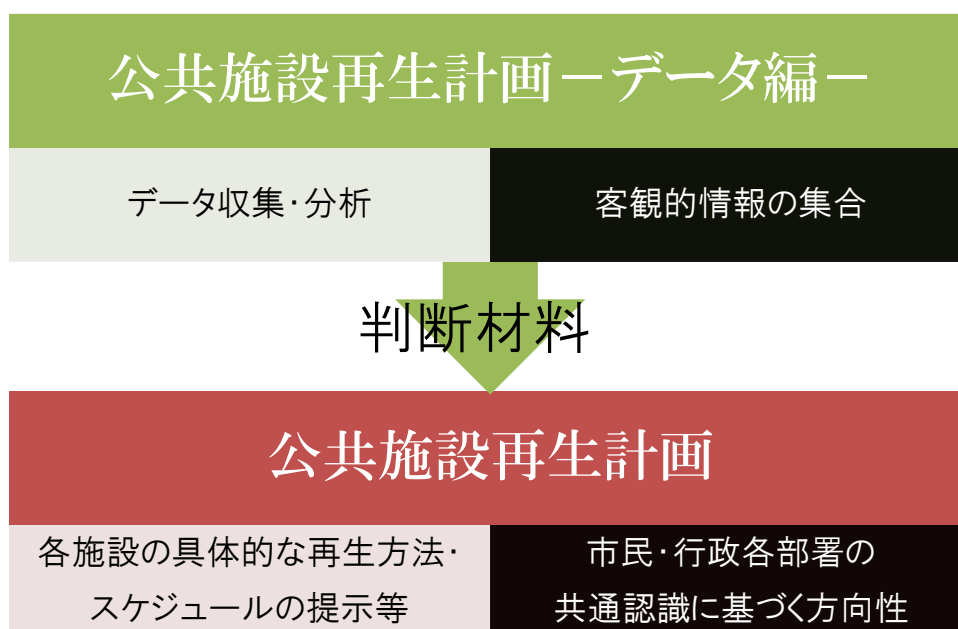 公共施設再生計画－データ編－
データ収集・分析
客観的情報の集合
判断材料
公共施設再生計画
各施設の具体的な再生方法・
スケジュールの提示等
市民・行政各部署の
共通認識に基づく方向性